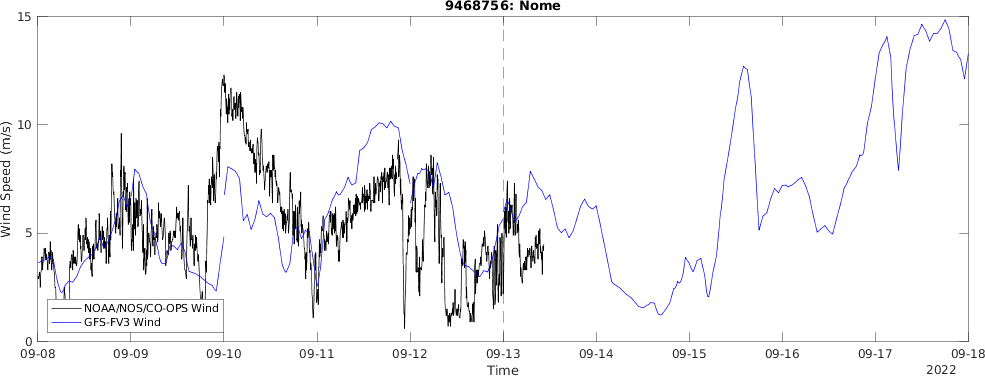 9468756: Nome
Wind Speed (m/s)
15
10
5
0
NOAA/NOS/CO-OPS Wind
GFS-FV3 Wind
09-08 09-09 09-10 09-11 09-12 09-13 09-14 09-15 09-16 09-17 09-18
Time
2022